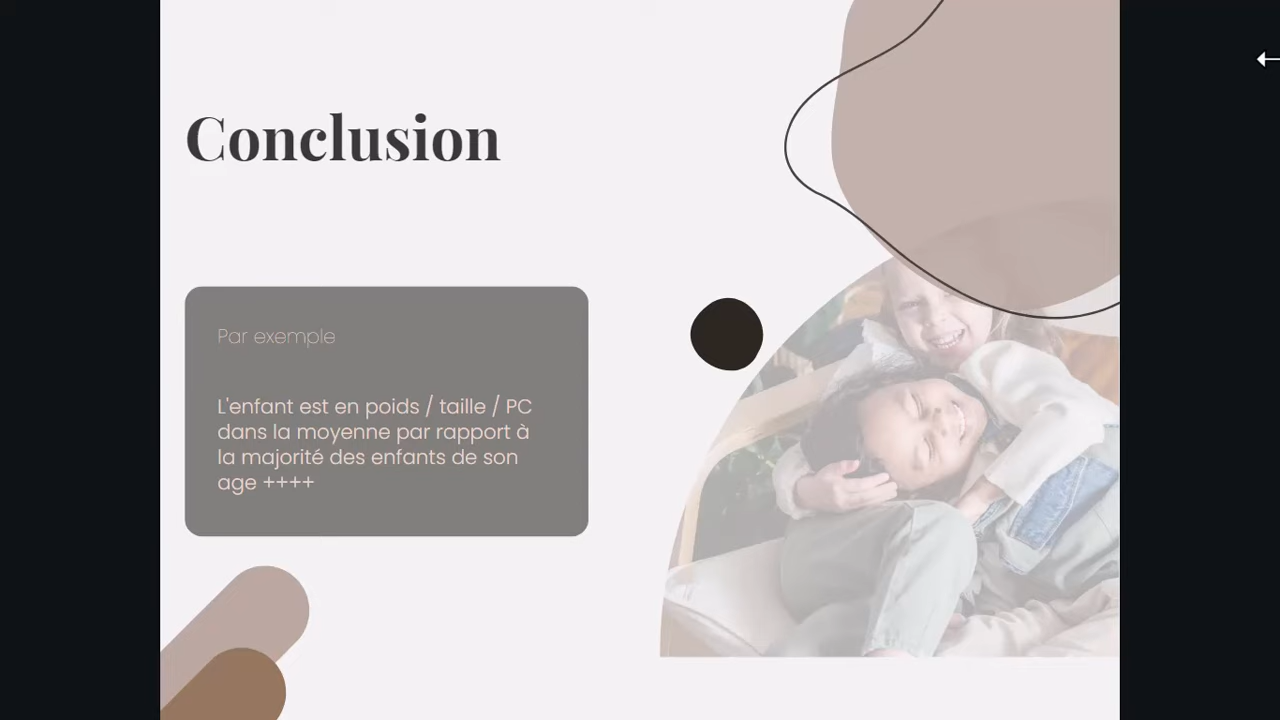 Conclusion
Par exemple
L'enfant est en poids / taille / PC
dans la moyenne par rapport à
la majorité des enfants de son
age ++++